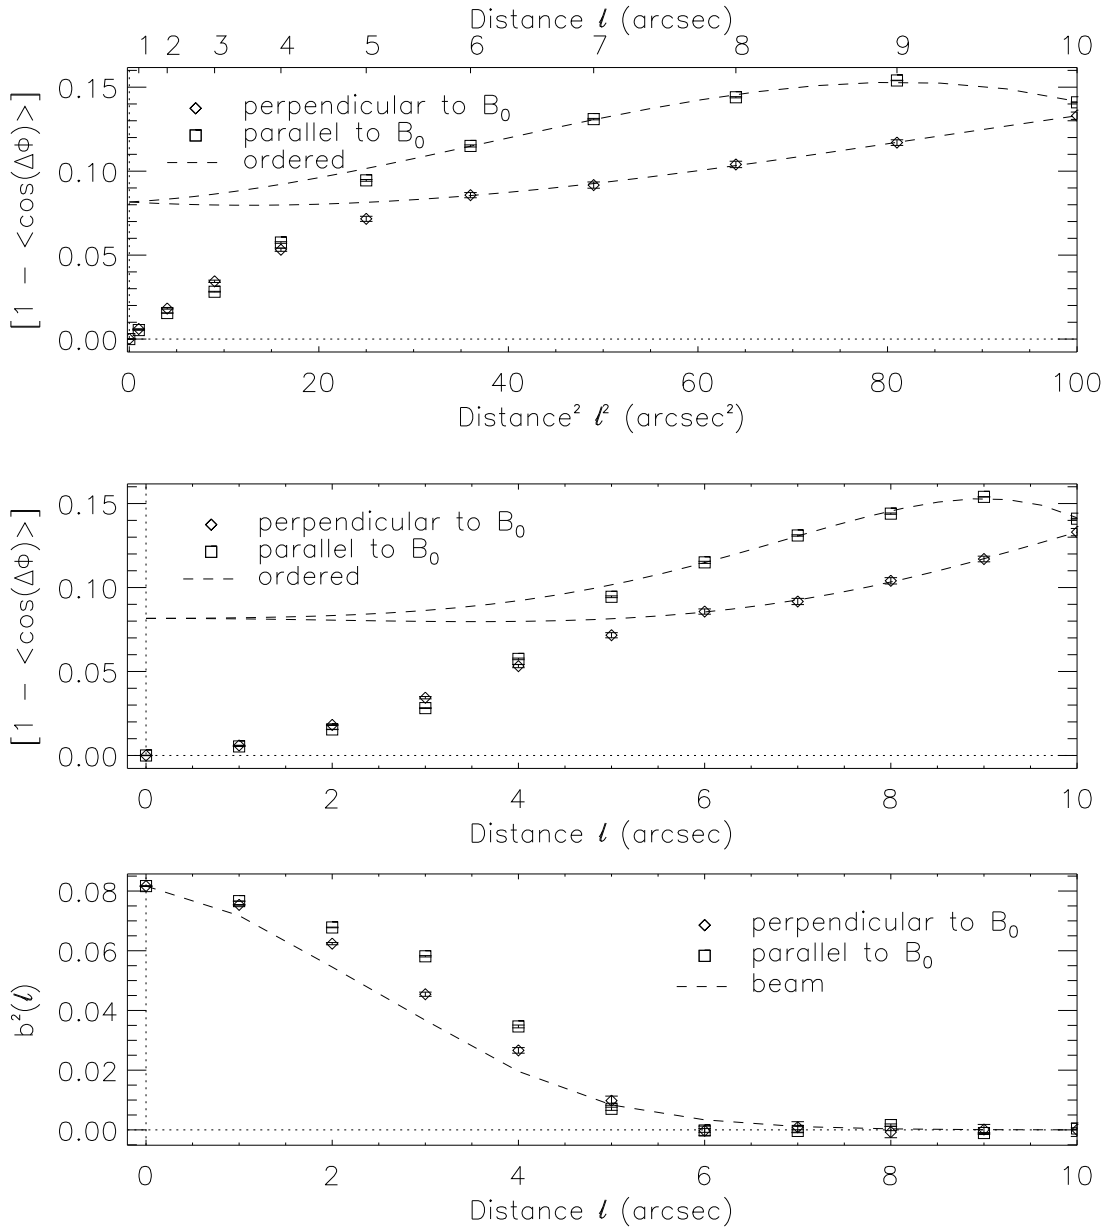 Distance ℓ (arcsec)
1 2 3 4 5 6 7 8 9 10
[1 − <cos(ΔΦ)>]
0.15
0.10
0.05
0.00
perpendicular to B₀
parallel to B₀
ordered
0 20 40 60 80 100
Distance² ℓ² (arcsec²)
[1 − <cos(ΔΦ)>]
0.15
0.10
0.05
0.00
perpendicular to B₀
parallel to B₀
ordered
0 2 4 6 8 10
Distance ℓ (arcsec)
b²(ℓ)
0.08
0.06
0.04
0.02
0.00
perpendicular to B₀
parallel to B₀
beam
0 2 4 6 8 10
Distance ℓ (arcsec)